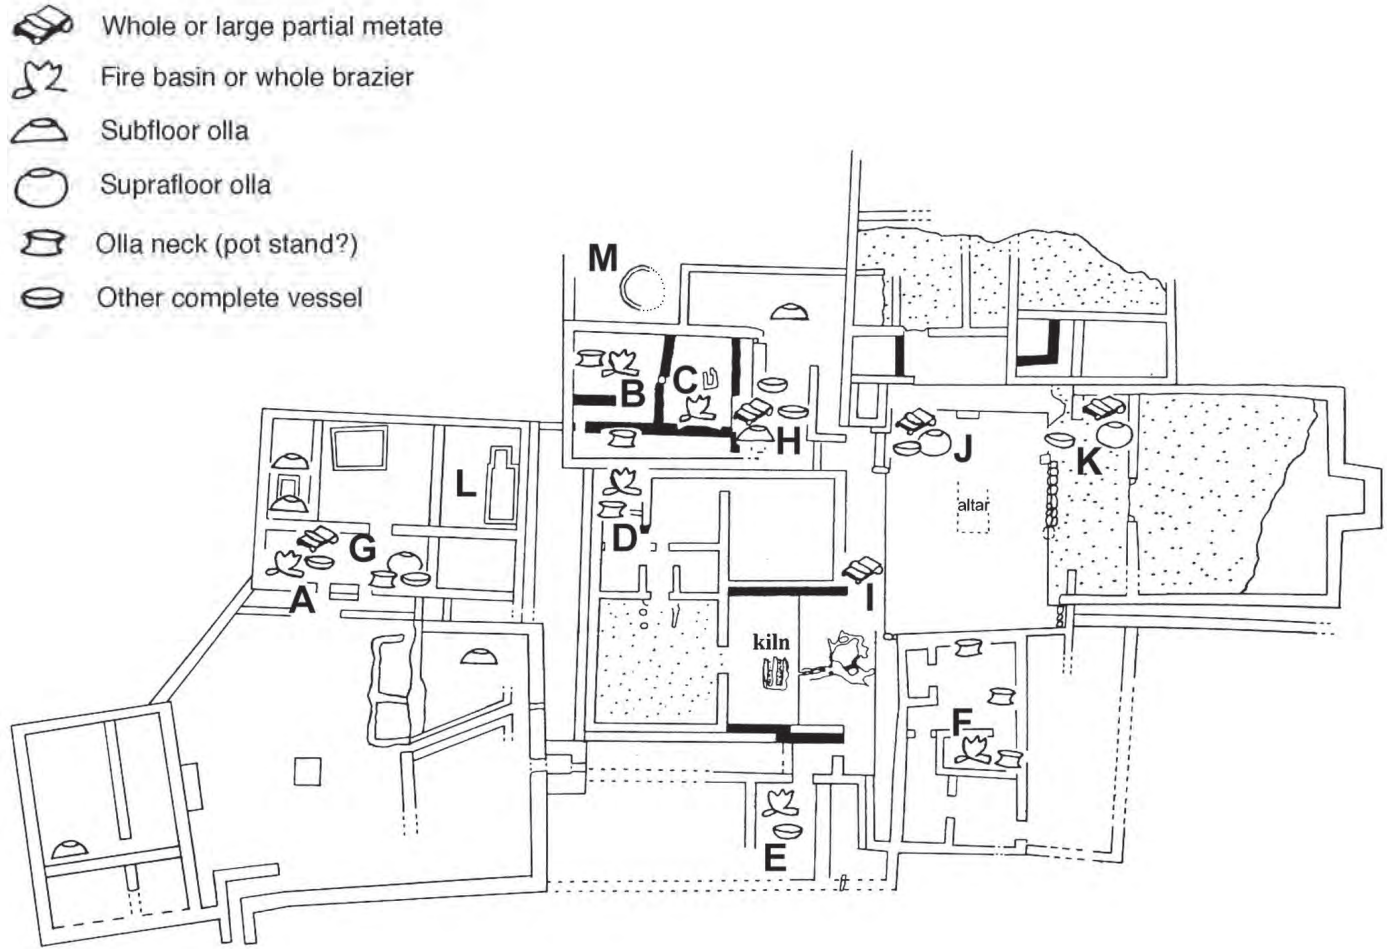 Whole or large partial metate
Fire basin or whole brazier
Subfloor olla
Suprafloor olla
Olla neck (pot stand?)
Other complete vessel
M
B
C
H
J
K
L
altar
G
D
A
I
kiln
F
E